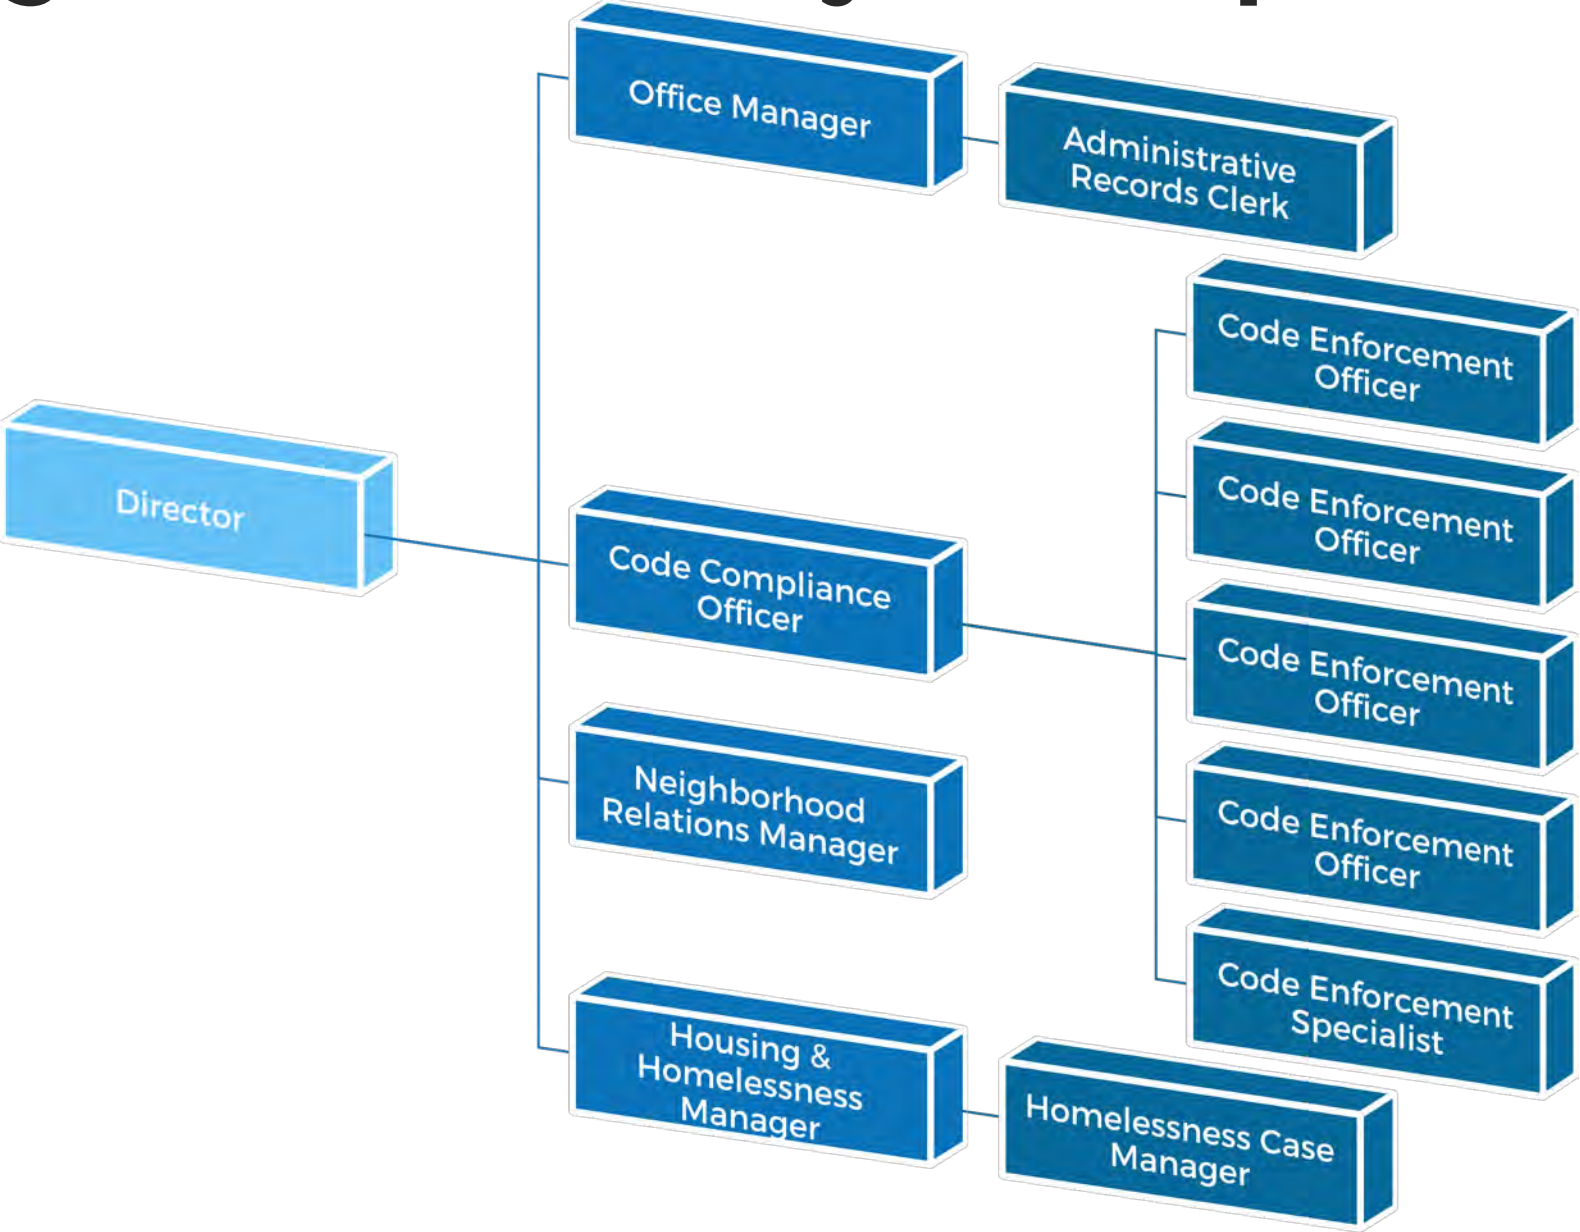 Office Manager
Administrative
Records Clerk
Code Enforcement
Officer
Code Enforcement
Officer
Director
Code Compliance
Officer
Code Enforcement
Officer
Neighborhood
Relations Manager
Code Enforcement
Officer
Code Enforcement
Specialist
Housing &
Homelessness
Manager
Homelessness Case
Manager